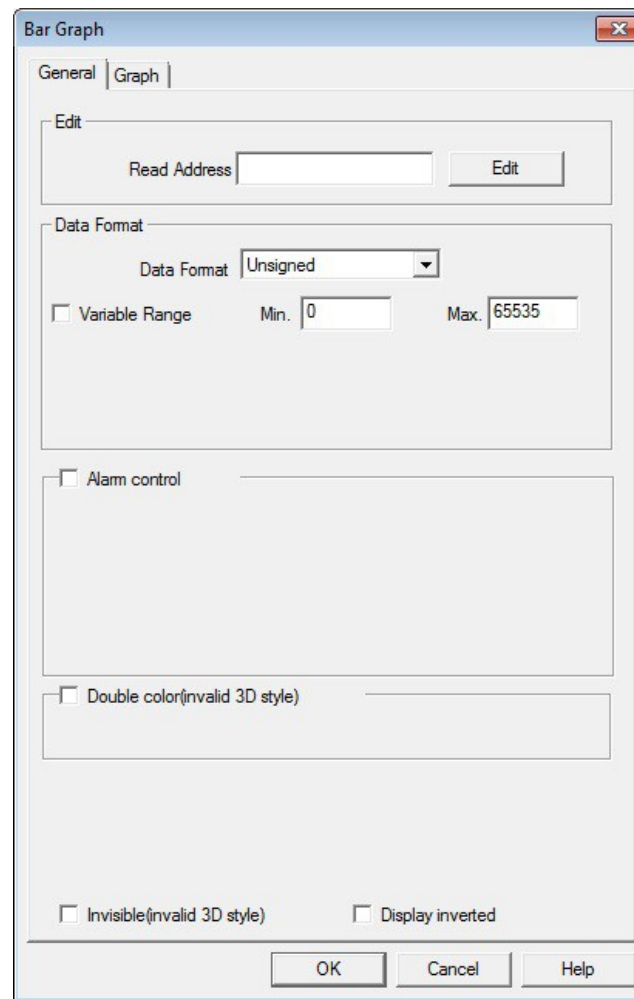 Bar Graph
General Graph
Edit
Read Address Edit
Data Format
Data Format Unsigned
Variable Range Min. 0 Max. 65535
Alarm control
Double color(invalid 3D style)
Invisible(invalid 3D style) Display inverted
OK Cancel Help